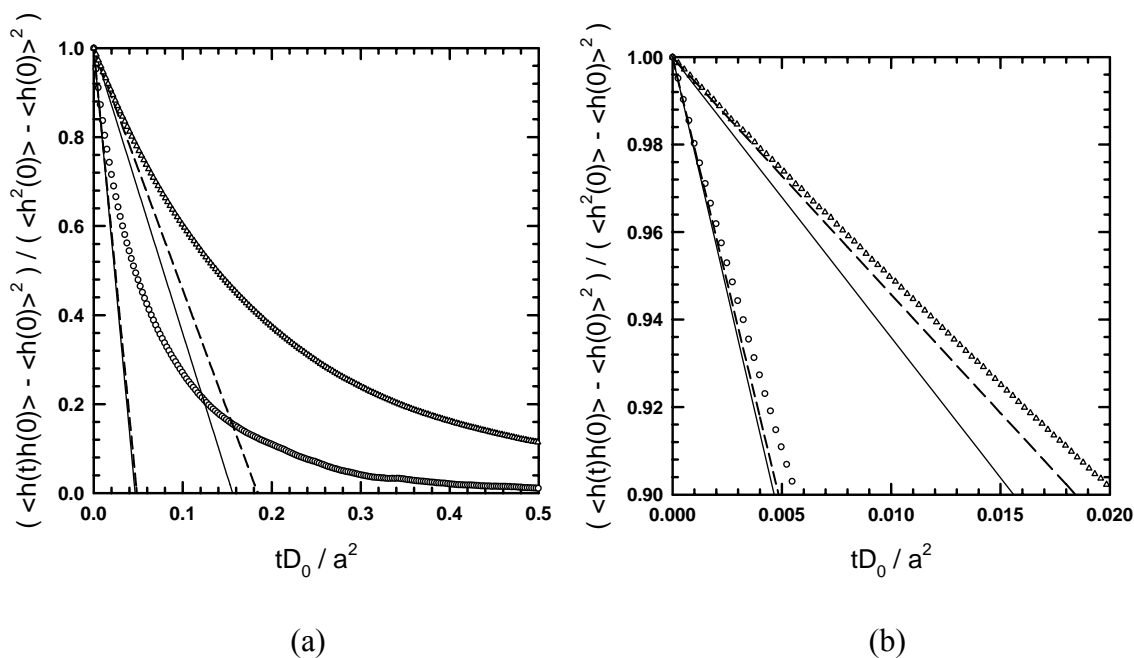 ( <h(t)h(0)> - <h(0)>² ) / ( <h²(0)> - <h(0)>² )
1.0
0.8
0.6
0.4
0.2
0.0
0.0 0.1 0.2 0.3 0.4 0.5
tD₀ / a²
(a)
( <h(t)h(0)> - <h(0)>² ) / ( <h²(0)> - <h(0)>² )
1.00
0.98
0.96
0.94
0.92
0.90
0.000 0.005 0.010 0.015 0.020
tD₀ / a²
(b)